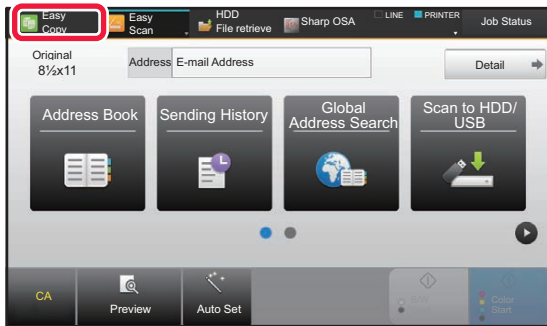 Easy
Copy
Easy
Scan
HDD
File retrieve
Sharp OSA
LINE
PRINTER
Job Status
Original
8½x11
Address
E-mail Address
Detail
Address Book
Sending History
Global
Address Search
Scan to HDD/
USB
CA
Preview
Auto Set
B/W
Start
Color
Start